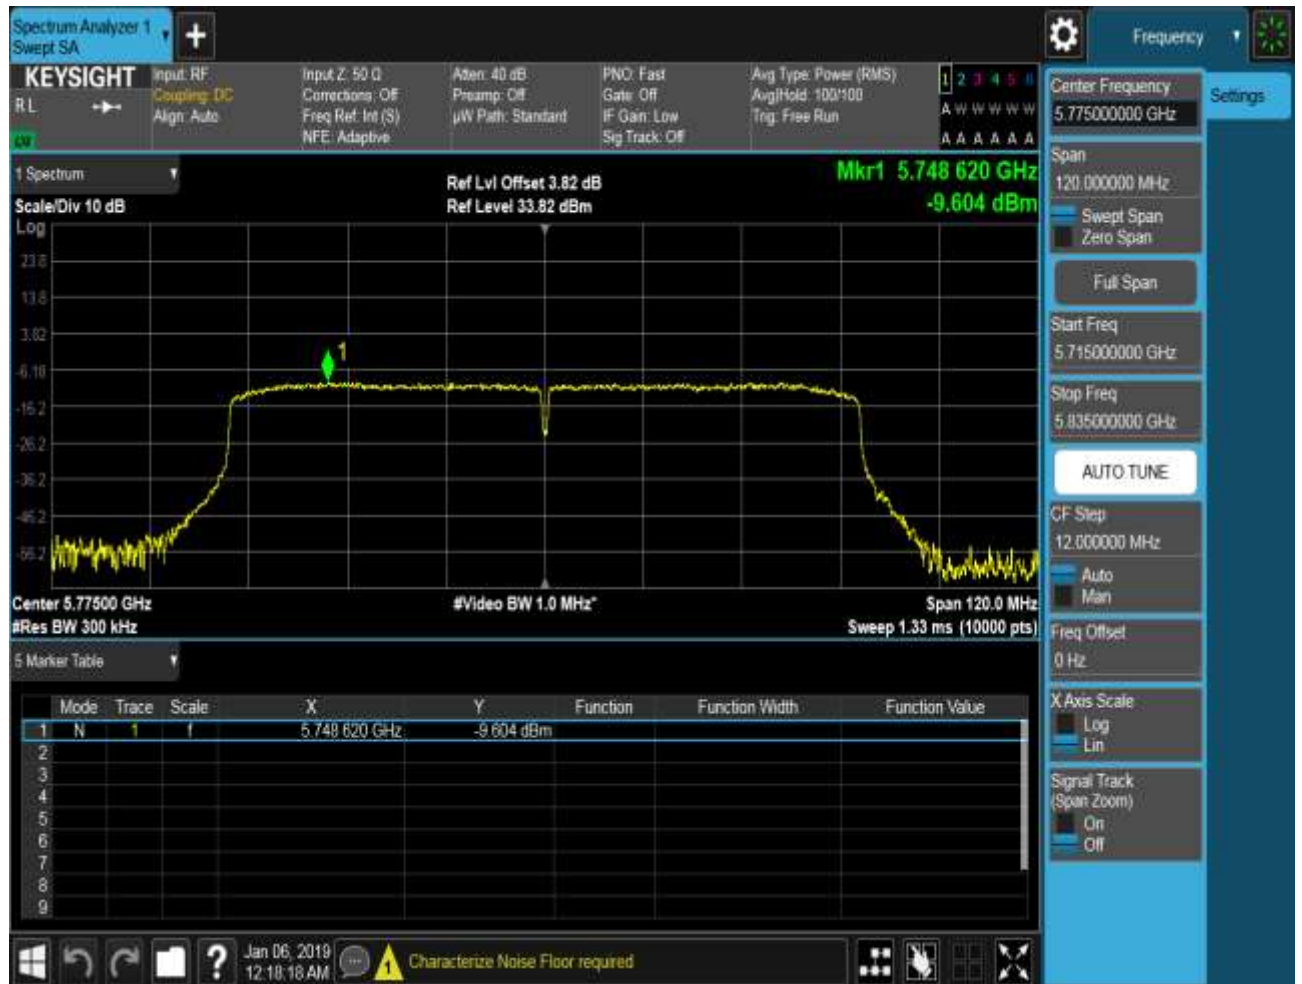 Spectrum Analyzer 1
Swept SA
+
Frequency
KEYSIGHT
R L
Input: RF
Coupling: DC
Align: Auto
Input Z: 50 Ω
Corrections: Off
Freq Ref: Int (S)
NFE: Adaptive
Atten: 40 dB
Preamp: Off
µW Path: Standard
PNO: Fast
Gate: Off
IF Gain: Low
Sig Track: Off
Avg Type: Power (RMS)
Avg|Hold: 100/100
Trig: Free Run
1 2 3 4 5 6
A W W W W W
A A A A A A
Center Frequency
5.775000000 GHz
Settings
1 Spectrum
Scale/Div 10 dB
Ref Lvl Offset 3.82 dB
Ref Level 33.82 dBm
Mkr1 5.748 620 GHz
-9.604 dBm
Log
23.8
13.8
3.82
-6.18
-16.2
-26.2
-36.2
-46.2
-56.2
1
Center 5.77500 GHz
#Res BW 300 kHz
#Video BW 1.0 MHz*
Span 120.0 MHz
Sweep 1.33 ms (10000 pts)
Span
120.000000 MHz
Swept Span
Zero Span
Full Span
Start Freq
5.715000000 GHz
Stop Freq
5.835000000 GHz
AUTO TUNE
CF Step
12.000000 MHz
Auto
Man
Freq Offset
0 Hz
X Axis Scale
Log
Lin
Signal Track
(Span Zoom)
On
Off
5 Marker Table
Mode Trace Scale X Y Function Function Width Function Value
1 N 1 f 5.748 620 GHz -9.604 dBm
2
3
4
5
6
7
8
9
?
Jan 06, 2019
12:18:18 AM
1
Characterize Noise Floor required